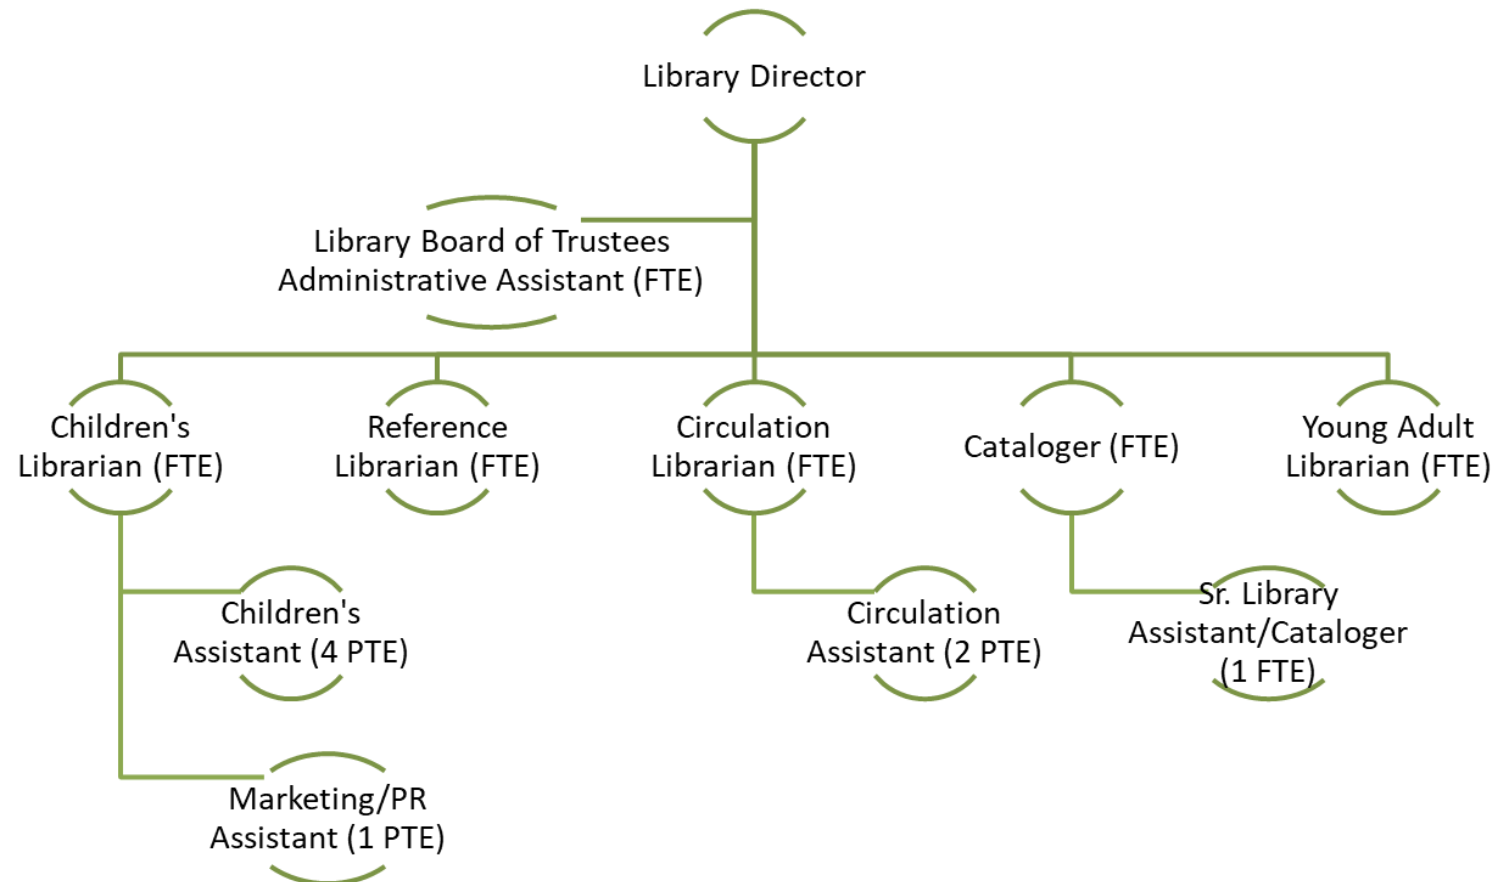 Library Director
Library Board of Trustees
Administrative Assistant (FTE)
Children's
Librarian (FTE)
Reference
Librarian (FTE)
Circulation
Librarian (FTE)
Cataloger (FTE)
Young Adult
Librarian (FTE)
Children's
Assistant (4 PTE)
Circulation
Assistant (2 PTE)
Sr. Library
Assistant/Cataloger
(1 FTE)
Marketing/PR
Assistant (1 PTE)